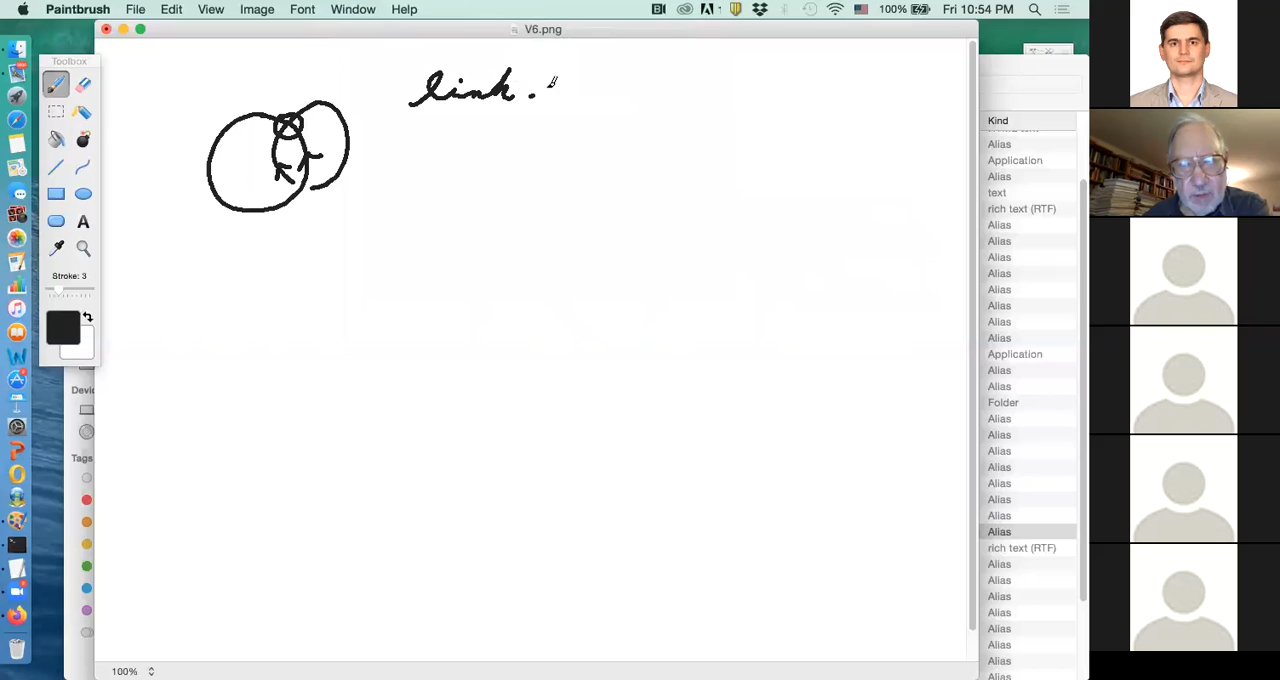 Paintbrush File Edit View Image Font Window Help 100% Fri 10:54 PM
V6.png
Toolbox
link.
Kind
Alias
Application
Alias
text
rich text (RTF)
Alias
Alias
Alias
Alias
Alias
Alias
Alias
Alias
Application
Alias
Alias
Folder
Alias
Alias
Alias
Alias
Alias
Alias
Alias
Alias
rich text (RTF)
Alias
Alias
Alias
Alias
Alias
Alias
Alias
Alias
A
Stroke: 3
Devic
Tags
100%